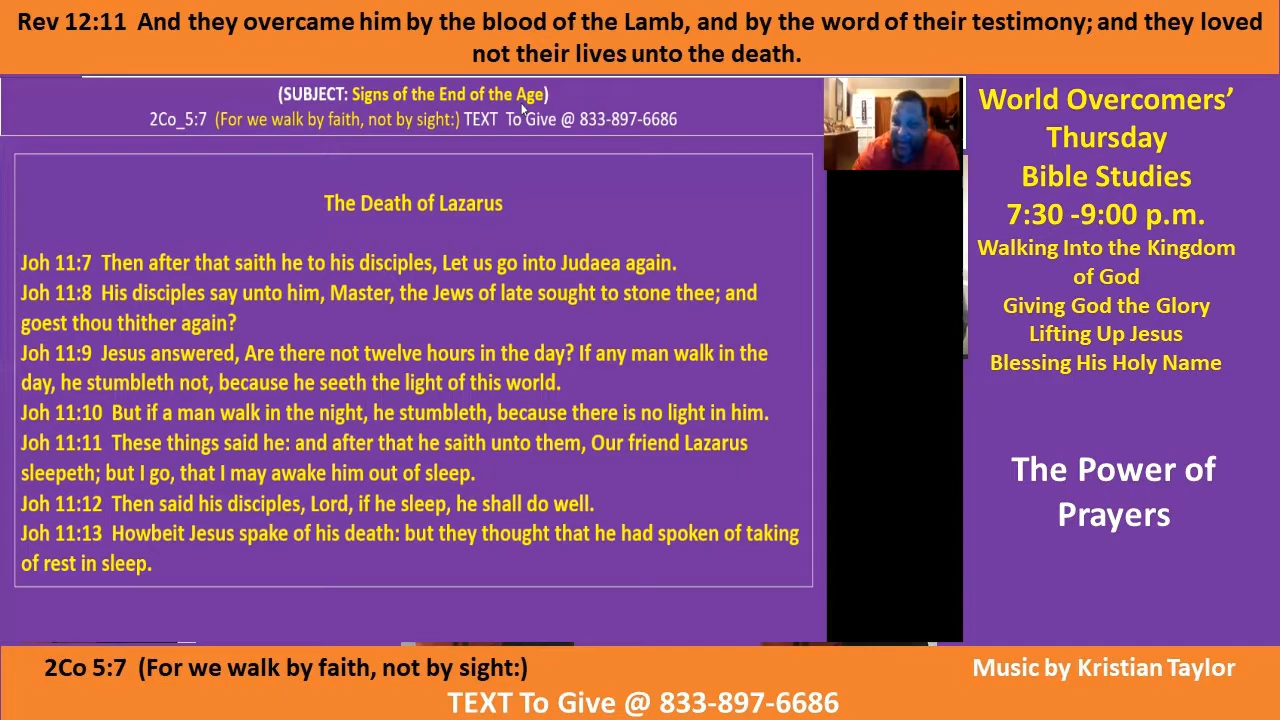 Rev 12:11  And they overcame him by the blood of the Lamb, and by the word of their testimony; and they loved
not their lives unto the death.
(SUBJECT: Signs of the End of the Age)
2Co_5:7  (For we walk by faith, not by sight:) TEXT  To Give @ 833-897-6686
The Death of Lazarus
Joh 11:7  Then after that saith he to his disciples, Let us go into Judaea again.
Joh 11:8  His disciples say unto him, Master, the Jews of late sought to stone thee; and
goest thou thither again?
Joh 11:9  Jesus answered, Are there not twelve hours in the day? If any man walk in the
day, he stumbleth not, because he seeth the light of this world.
Joh 11:10  But if a man walk in the night, he stumbleth, because there is no light in him.
Joh 11:11  These things said he: and after that he saith unto them, Our friend Lazarus
sleepeth; but I go, that I may awake him out of sleep.
Joh 11:12  Then said his disciples, Lord, if he sleep, he shall do well.
Joh 11:13  Howbeit Jesus spake of his death: but they thought that he had spoken of taking
of rest in sleep.
World Overcomers'
Thursday
Bible Studies
7:30 -9:00 p.m.
Walking Into the Kingdom
of God
Giving God the Glory
Lifting Up Jesus
Blessing His Holy Name
The Power of
Prayers
2Co 5:7  (For we walk by faith, not by sight:)
Music by Kristian Taylor
TEXT To Give @ 833-897-6686